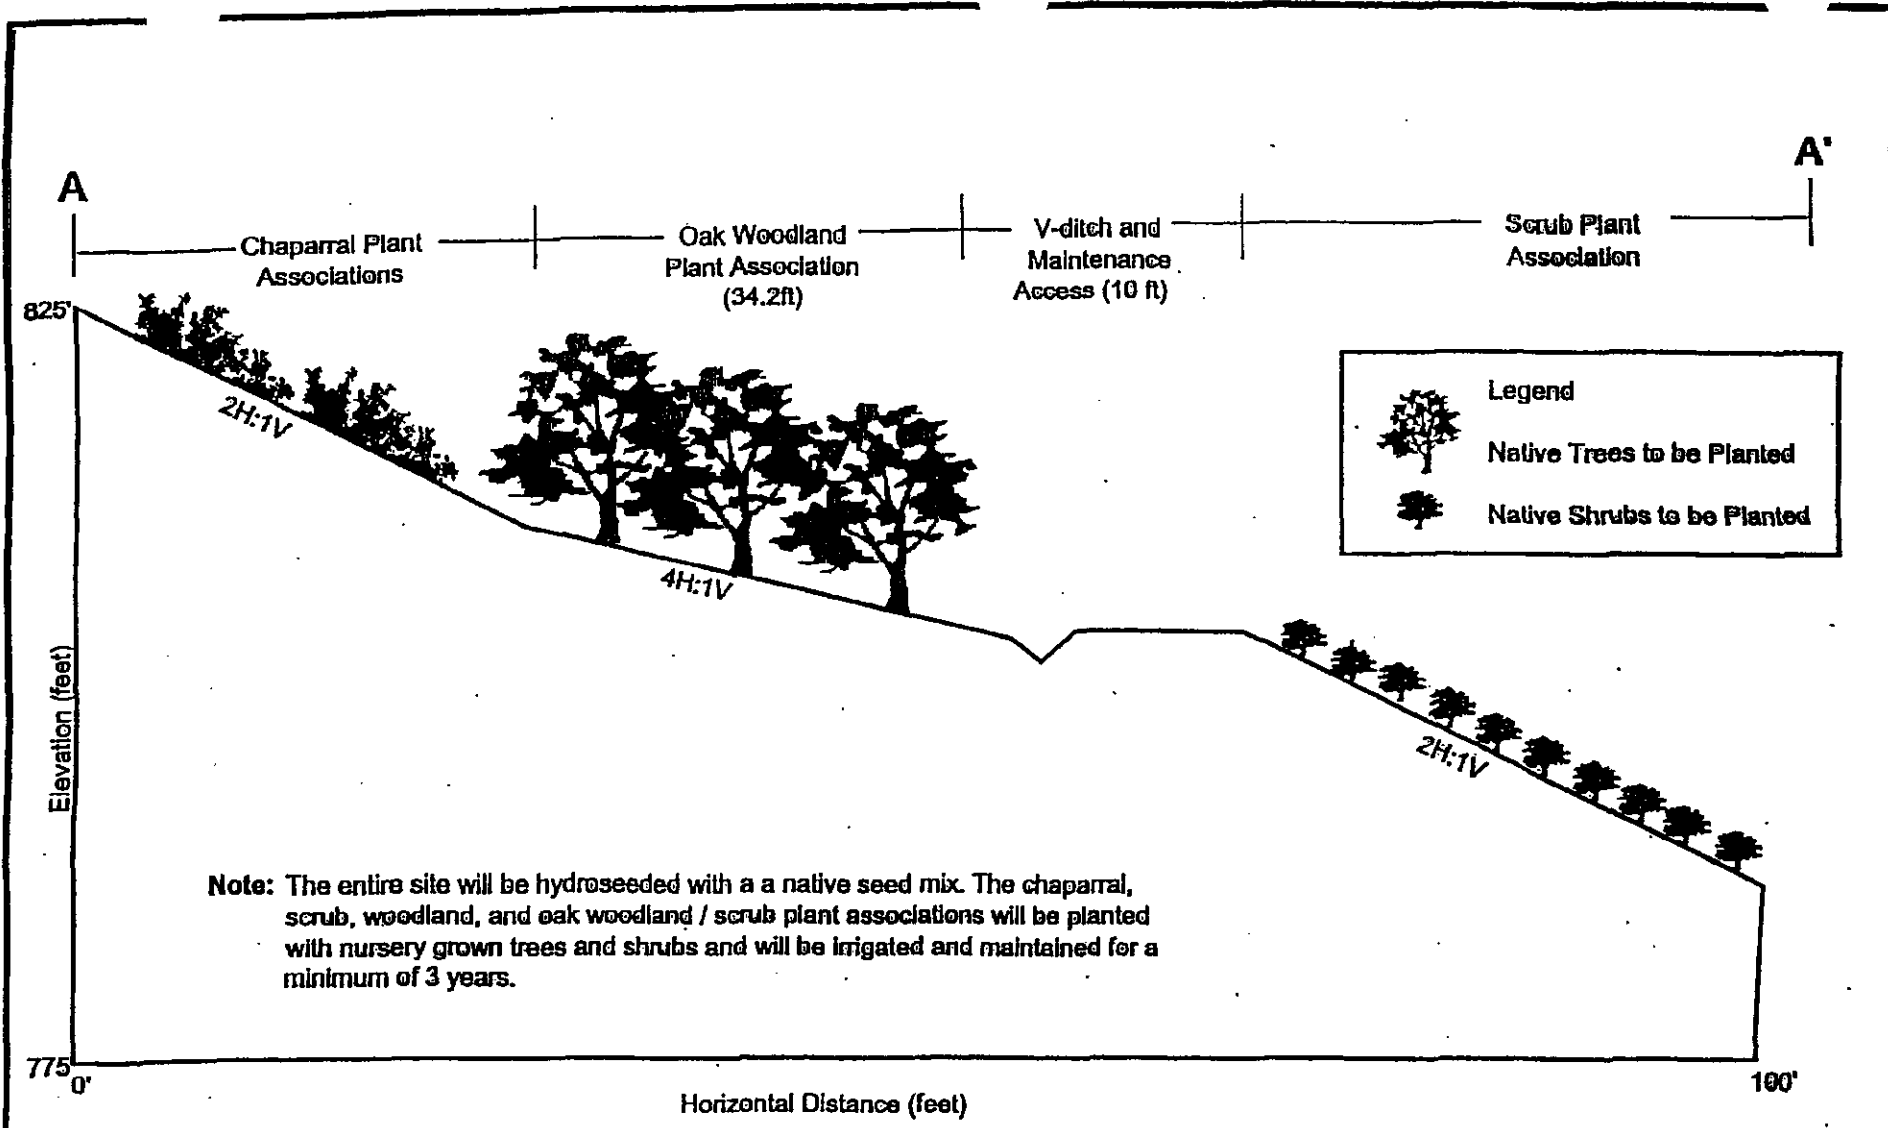 A
A'
Chaparral Plant
Associations
Oak Woodland
Plant Association
(34.2ft)
V-ditch and
Maintenance
Access (10 ft)
Scrub Plant
Association
825'
2H:1V
4H:1V
2H:1V
Legend
Native Trees to be Planted
Native Shrubs to be Planted
Elevation (feet)
Note: The entire site will be hydroseeded with a a native seed mix. The chaparral,
scrub, woodland, and oak woodland / scrub plant associations will be planted
with nursery grown trees and shrubs and will be irrigated and maintained for a
minimum of 3 years.
775
0'
100'
Horizontal Distance (feet)